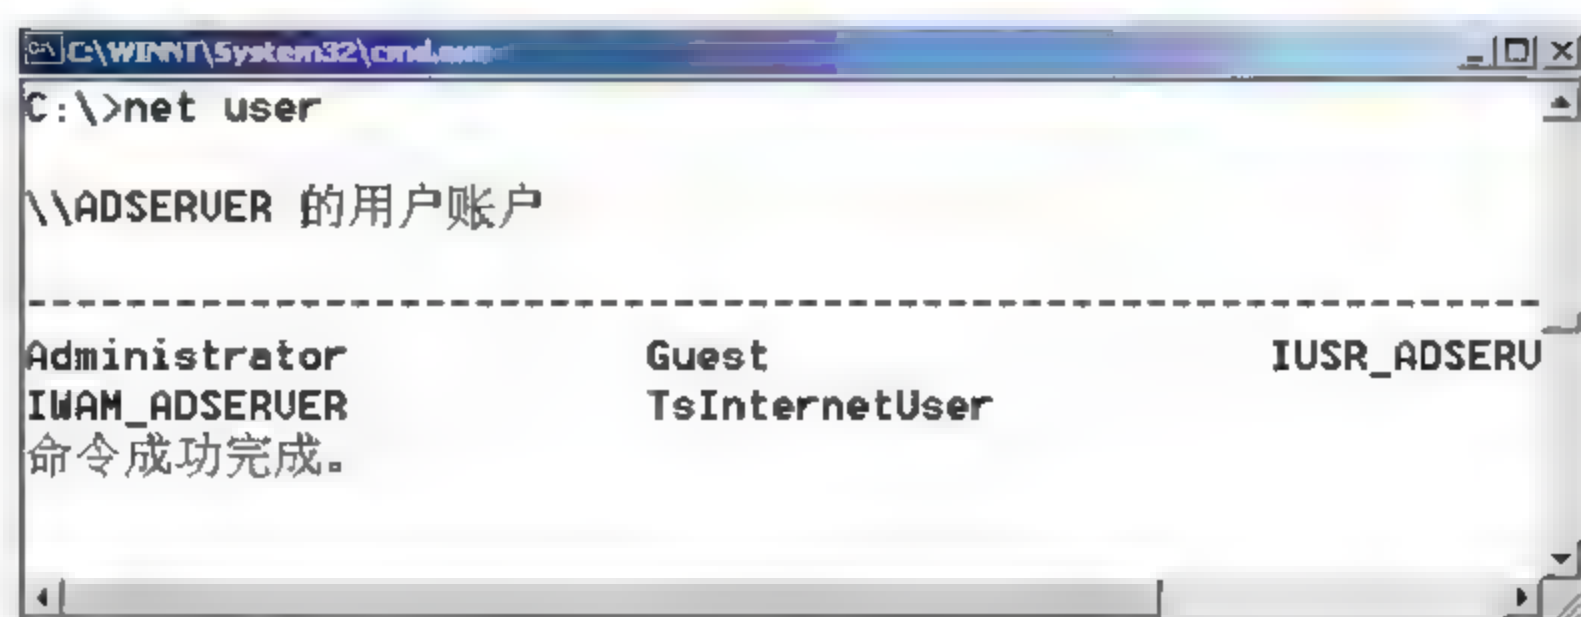 C:\WINNT\System32\cmd.exe
C:\>net user
\\ADSERVER 的用户账户
-------------------------------------------------------------
Administrator Guest IUSR_ADSERV
IWAM_ADSERVER TsInternetUser
命令成功完成。